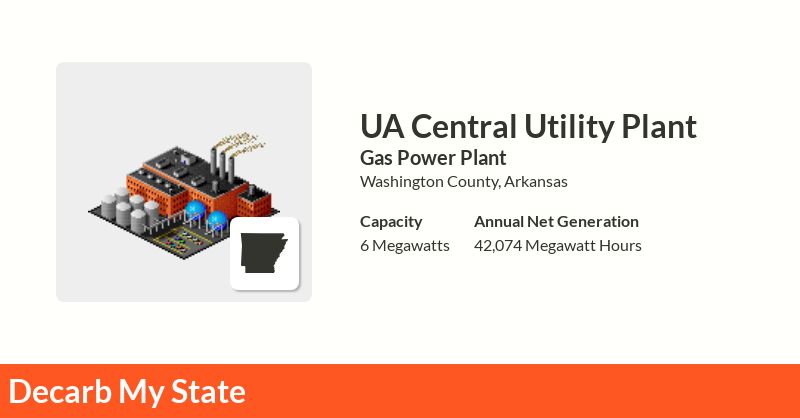 UA Central Utility Plant
Gas Power Plant
Washington County, Arkansas
Capacity
6 Megawatts
Annual Net Generation
42,074 Megawatt Hours
Decarb My State